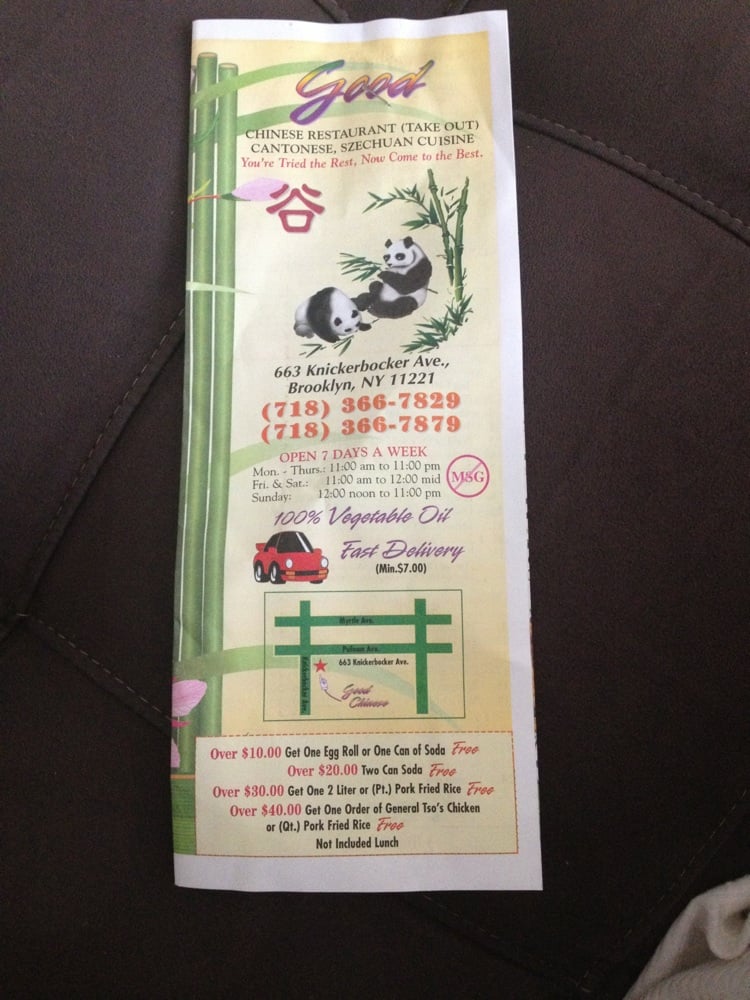 Good
CHINESE RESTAURANT (TAKE OUT)
CANTONESE, SZECHUAN CUISINE
You're Tried the Rest, Now Come to the Best.
谷
663 Knickerbocker Ave.,
Brooklyn, NY 11221
(718) 366-7829
(718) 366-7879
OPEN 7 DAYS A WEEK
Mon. - Thurs.: 11:00 am to 11:00 pm
Fri. & Sat.: 11:00 am to 12:00 mid
Sunday: 12:00 noon to 11:00 pm
MSG
100% Vegetable Oil
Fast Delivery
(Min.$7.00)
Myrtle Ave.
Putnam Ave.
Knickerbocker Ave.
663 Knickerbocker Ave.
Good
Chinese
Over $10.00 Get One Egg Roll or One Can of Soda Free
Over $20.00 Two Can Soda Free
Over $30.00 Get One 2 Liter or (Pt.) Pork Fried Rice Free
Over $40.00 Get One Order of General Tso's Chicken
or (Qt.) Pork Fried Rice Free
Not Included Lunch